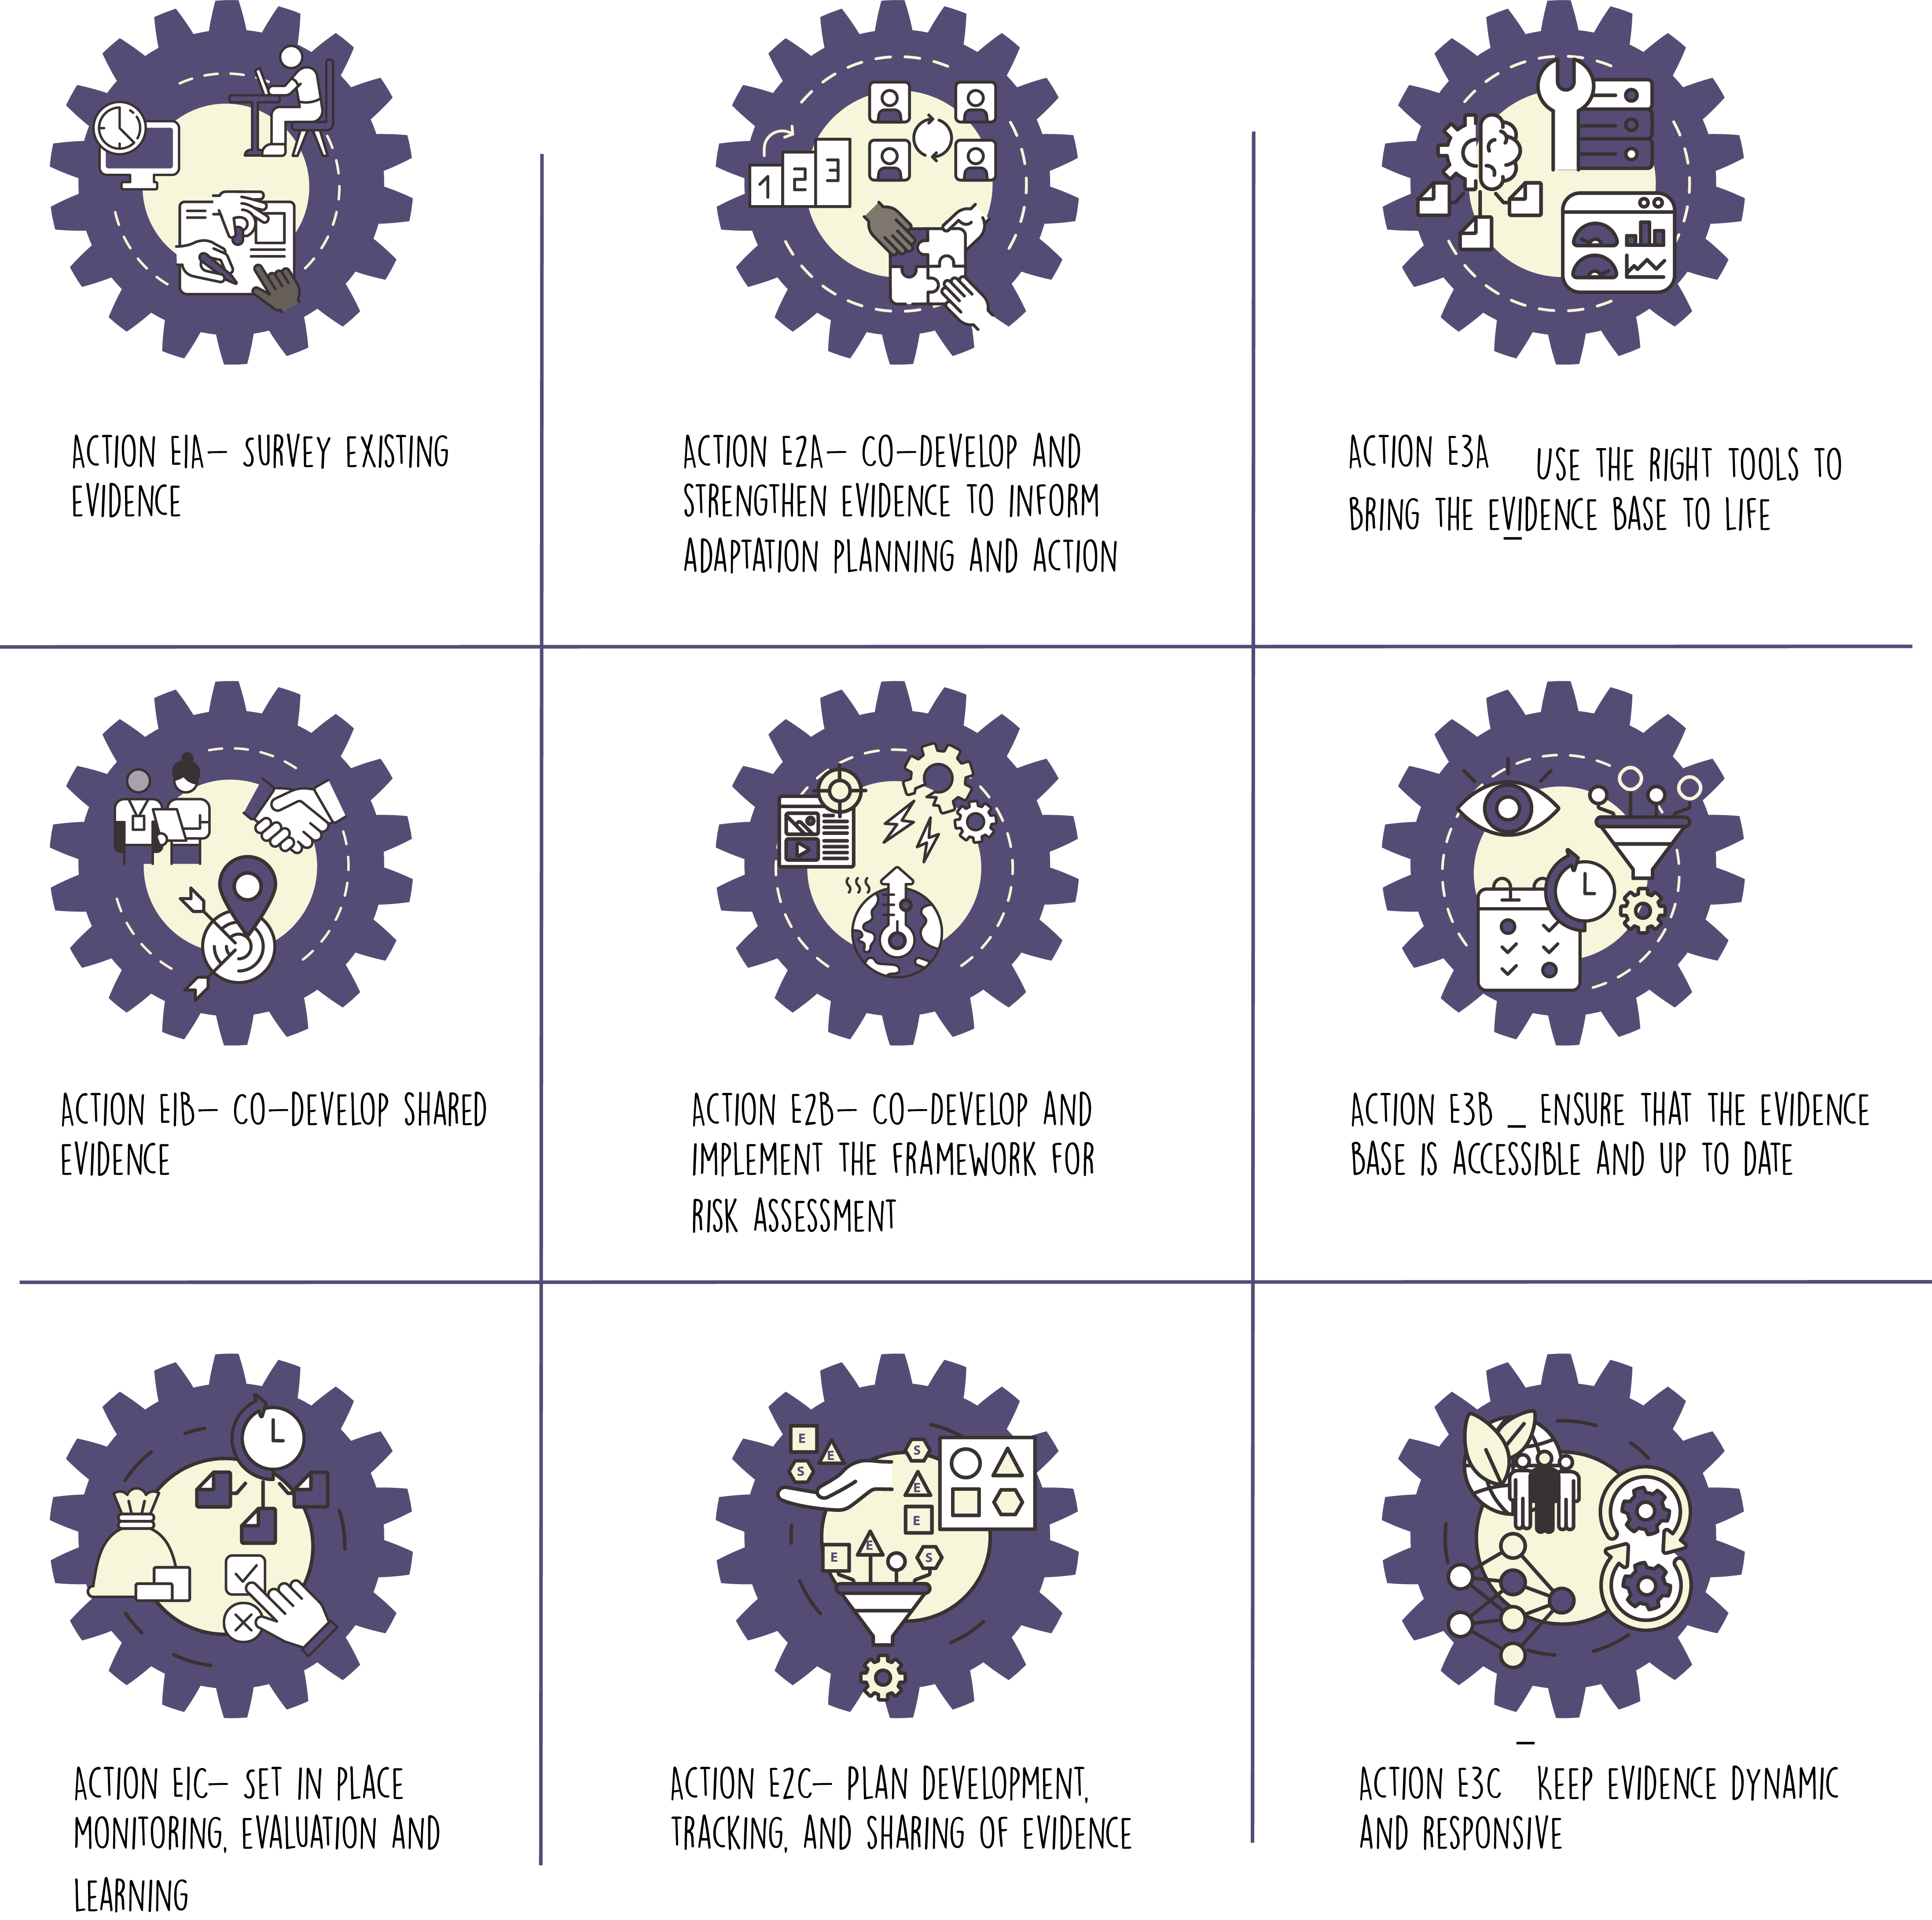 1 2 3
ACTION E1A– SURVEY EXISTING
EVIDENCE
ACTION E2A– CO–DEVELOP AND
STRENGTHEN EVIDENCE TO INFORM
ADAPTATION PLANNING AND ACTION
ACTION E3A USE THE RIGHT TOOLS TO
BRING THE EVIDENCE BASE TO LIFE
_
ACTION E1B– CO–DEVELOP SHARED
EVIDENCE
ACTION E2B– CO–DEVELOP AND
IMPLEMENT THE FRAMEWORK FOR
RISK ASSESSMENT
ACTION E3B _ ENSURE THAT THE EVIDENCE
BASE IS ACCESSIBLE AND UP TO DATE
E
E
S
S
E
E
E
E
S
ACTION E1C– SET IN PLACE
MONITORING, EVALUATION AND
LEARNING
ACTION E2C– PLAN DEVELOPMENT,
TRACKING, AND SHARING OF EVIDENCE
_
ACTION E3C KEEP EVIDENCE DYNAMIC
AND RESPONSIVE